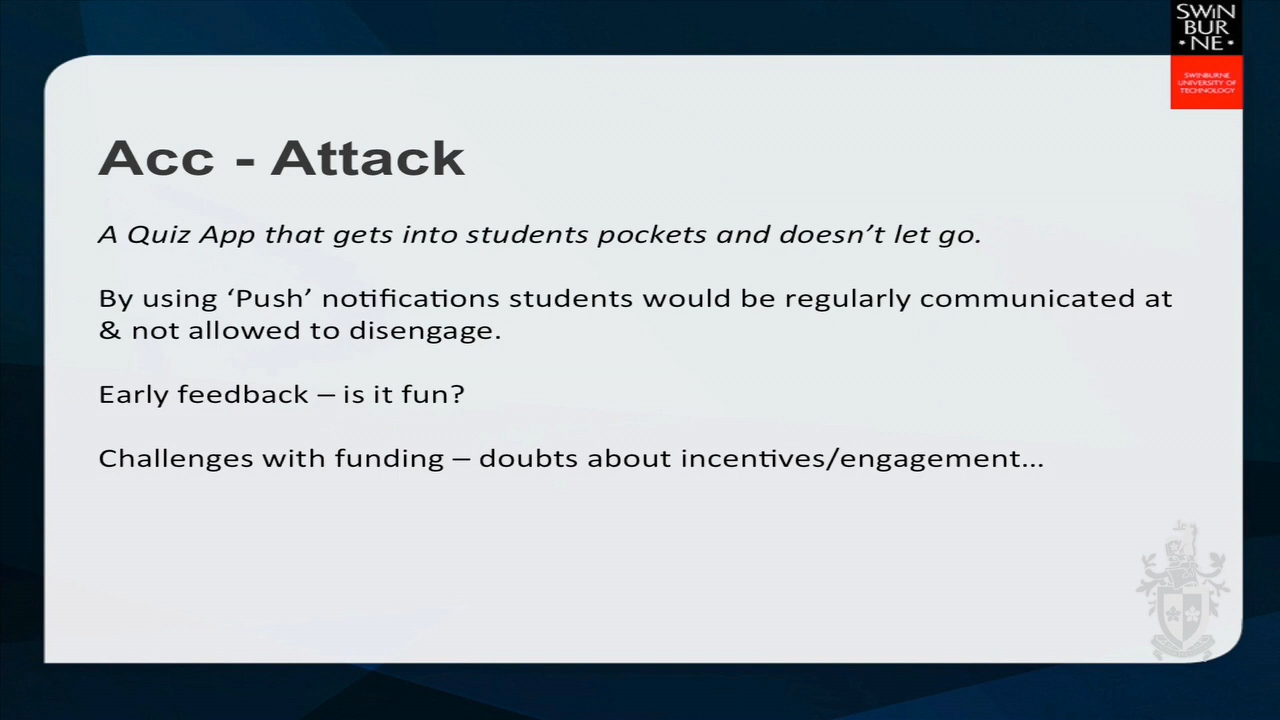 SWiN
BUR
•NE•
SWINBURNE
UNIVERSITY OF
TECHNOLOGY
Acc - Attack
A Quiz App that gets into students pockets and doesn’t let go.
By using ‘Push’ notifications students would be regularly communicated at
& not allowed to disengage.
Early feedback – is it fun?
Challenges with funding – doubts about incentives/engagement...